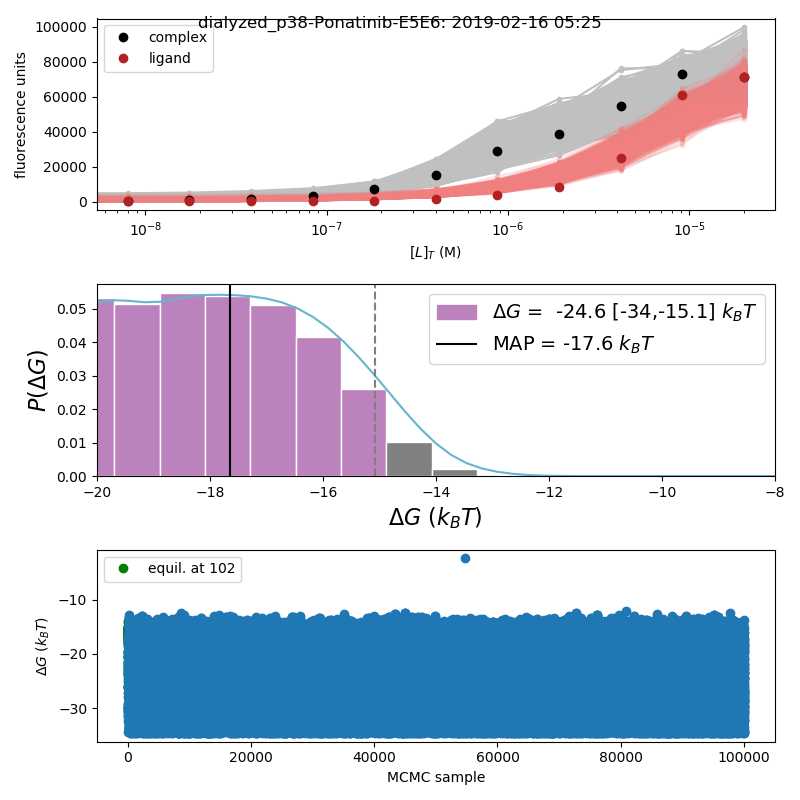 dialyzed_p38-Ponatinib-E5E6: 2019-02-16 05:25
100000
80000
60000
40000
20000
0
fluorescence units
complex
ligand
10⁻⁸ 10⁻⁷ 10⁻⁶ 10⁻⁵
[L]_T (M)
0.05
0.04
0.03
0.02
0.01
0.00
P(ΔG)
ΔG = -24.6 [-34,-15.1] k_BT
MAP = -17.6 k_BT
−20 −18 −16 −14 −12 −10 −8
ΔG (k_BT)
equil. at 102
−10
−20
−30
ΔG (k_BT)
0 20000 40000 60000 80000 100000
MCMC sample